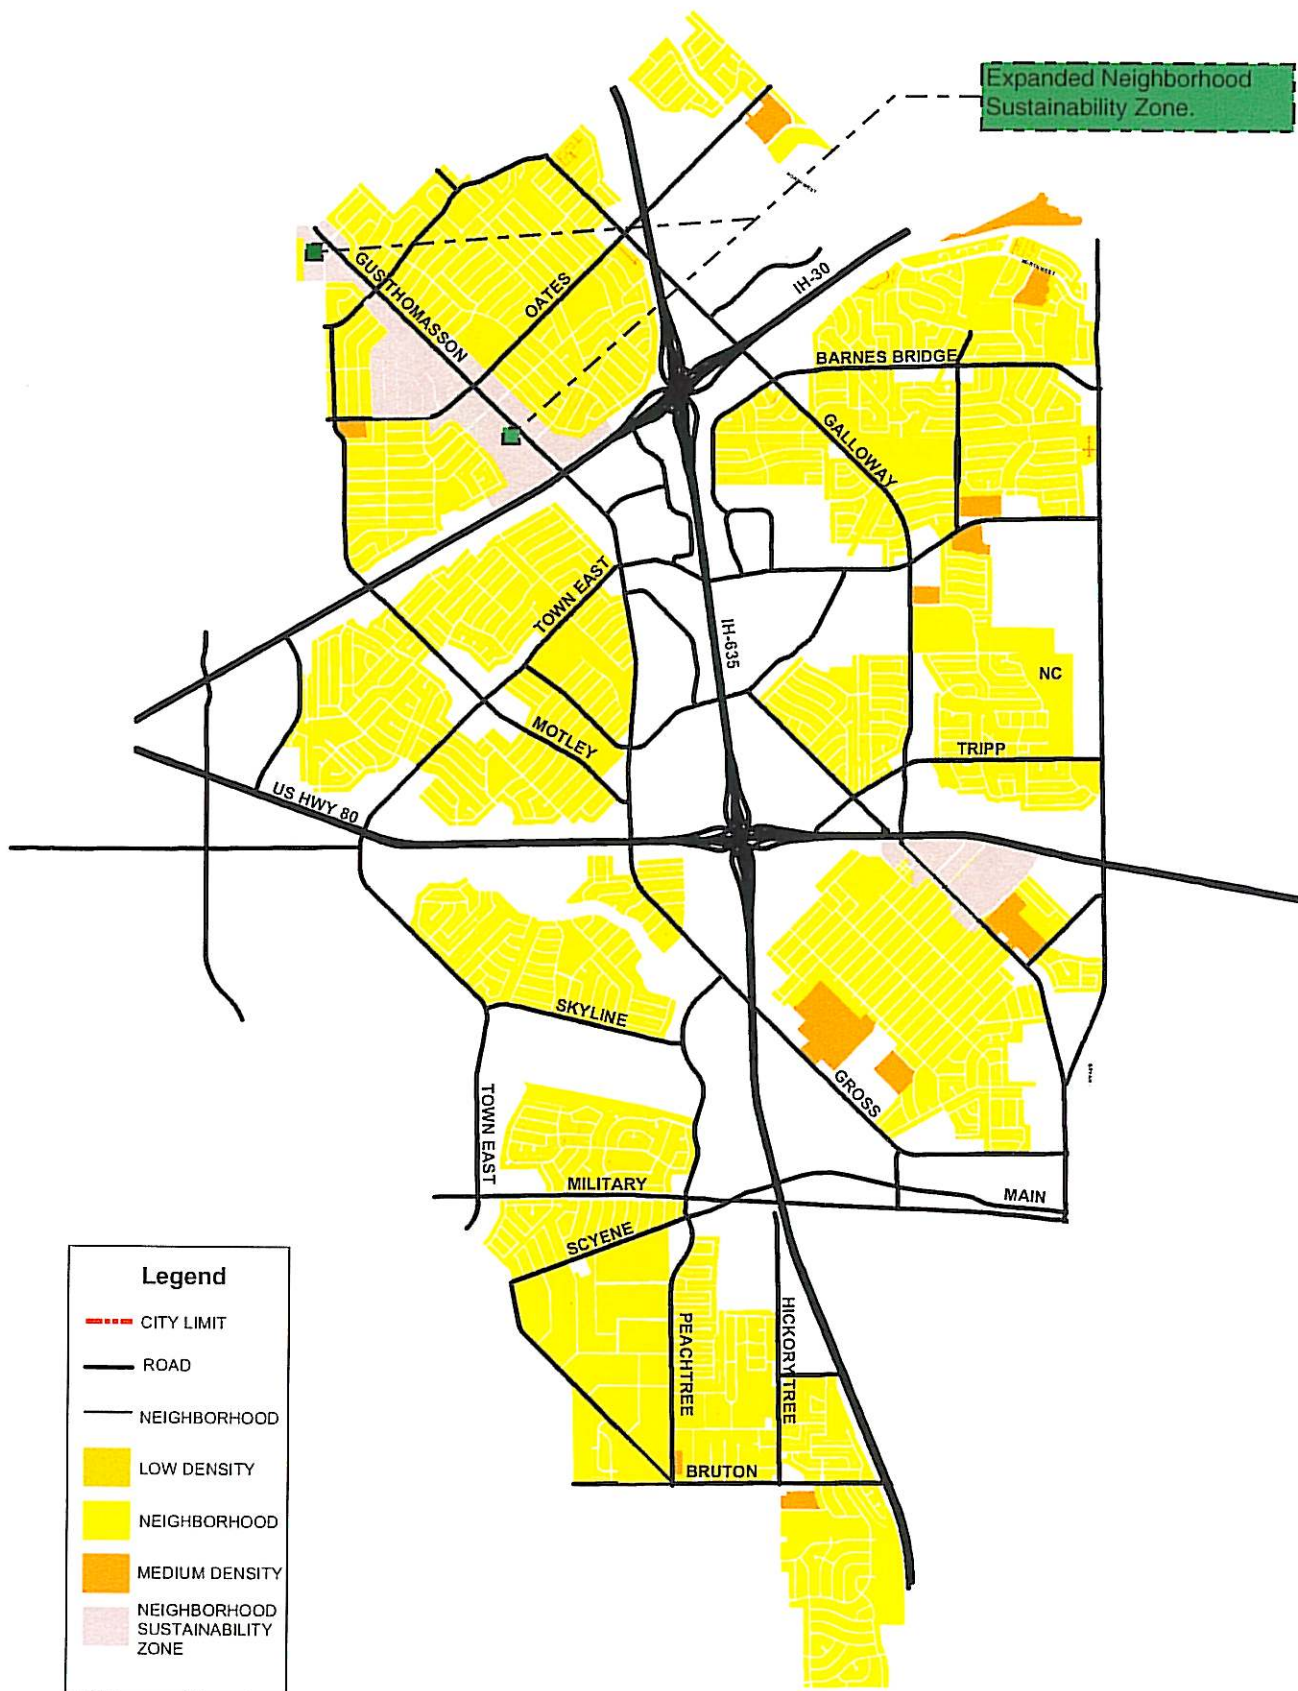 Expanded Neighborhood
Sustainability Zone.
GUS THOMASSON
OATES
IH-30
BARNES BRIDGE
GALLOWAY
TOWN EAST
IH-635
NC
MOTLEY
TRIPP
US HWY 80
SKYLINE
GROSS
TOWN EAST
MILITARY
MAIN
SCYENE
PEACHTREE
HICKORY TREE
BRUTON
Legend
CITY LIMIT
ROAD
NEIGHBORHOOD
LOW DENSITY
NEIGHBORHOOD
MEDIUM DENSITY
NEIGHBORHOOD
SUSTAINABILITY
ZONE